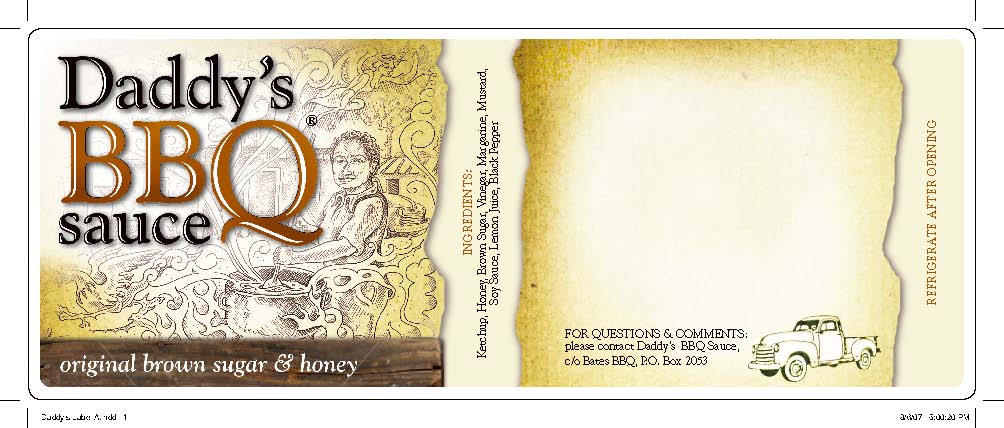 Daddy's
BBQ®
sauce
original brown sugar & honey
INGREDIENTS:
Ketchup, Honey, Brown Sugar, Vinegar, Margarine, Mustard,
Soy Sauce, Lemon Juice, Black Pepper
FOR QUESTIONS & COMMENTS:
please contact Daddy's BBQ Sauce,
c/o Bates BBQ, P.O. Box 2053
REFRIGERATE AFTER OPENING
PM